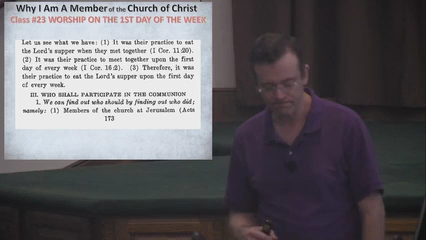 Why I Am A Member of the Church of Christ
Class #23 WORSHIP ON THE 1ST DAY OF THE WEEK
Let us see what we have: (1) It was their practice to eat
the Lord's supper when they met together (I Cor. 11:20).
(2) It was their practice to meet together upon the first
day of every week (I Cor. 16:2). (3) Therefore, it was
their practice to eat the Lord's supper upon the first day
of every week.
III. WHO SHALL PARTICIPATE IN THE COMMUNION
1. We can find out who should by finding out who did;
namely: (1) Members of the church at Jerusalem (Acts
173